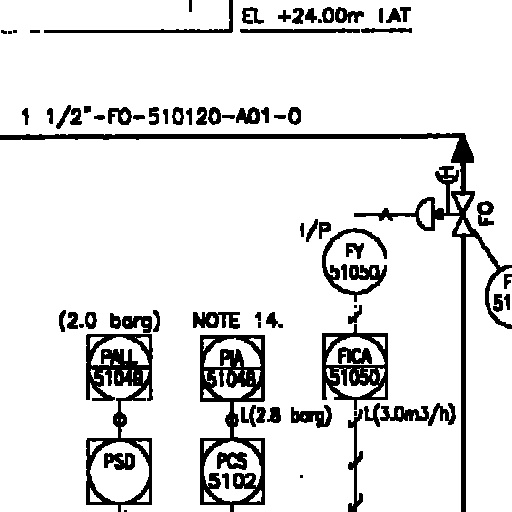 EL +24.00m LAT
1 1/2"-FO-510120-A01-0
FO
I/P
FY
51050
51
(2.0 barg)
NOTE 14.
PALL
51048
PIA
51048
FICA
51050
L(2.8 barg)
L(3.0m3/h)
PSD
PCS
5102